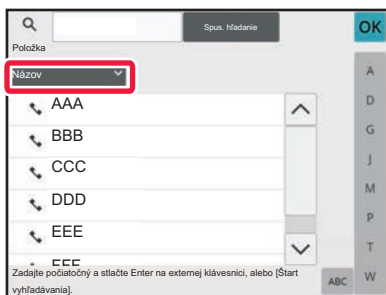 Spus. hľadanie
OK
Položka
Názov
A
AAA
D
BBB
G
CCC
J
M
DDD
P
EEE
T
FFF
Zadajte počiatočný a stlačte Enter na externej klávesnici, alebo [Štart
vyhľadávania].
ABC
W